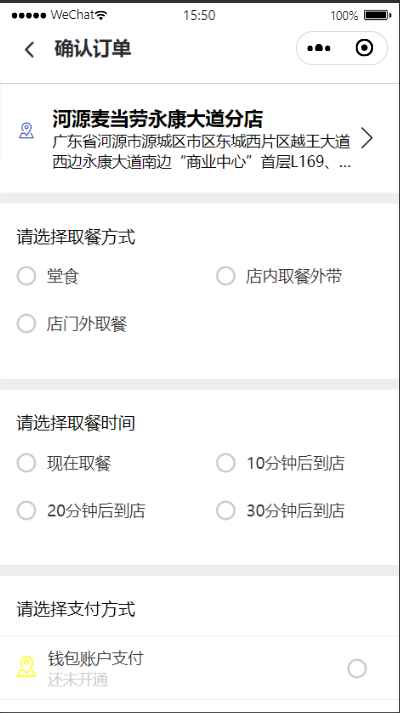 WeChat 15:50 100%
确认订单
河源麦当劳永康大道分店
广东省河源市源城区市区东城西片区越王大道
西边永康大道南边“商业中心”首层L169、...
请选择取餐方式
堂食 店内取餐外带
店门外取餐
请选择取餐时间
现在取餐 10分钟后到店
20分钟后到店 30分钟后到店
请选择支付方式
钱包账户支付
还未开通